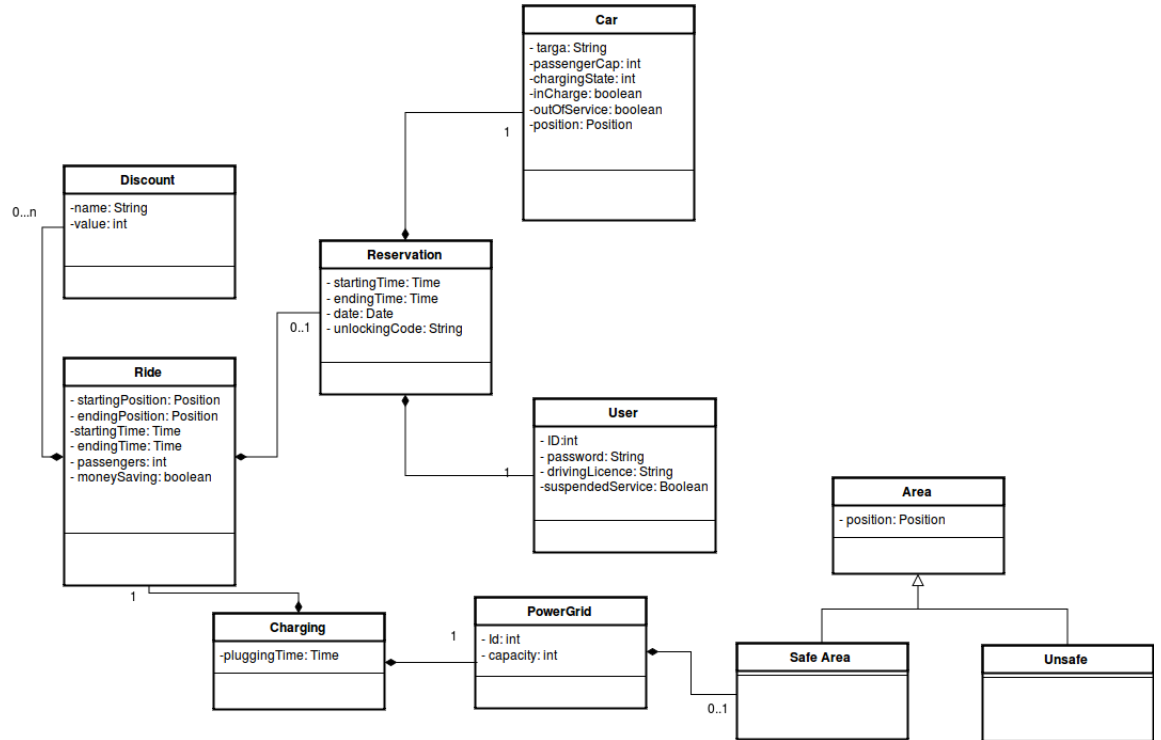 Car
- targa: String
-passengerCap: int
-chargingState: int
-inCharge: boolean
-outOfService: boolean
-position: Position
1
Discount
-name: String
-value: int
0...n
Reservation
- startingTime: Time
- endingTime: Time
- date: Date
- unlockingCode: String
0..1
Ride
- startingPosition: Position
- endingPosition: Position
-startingTime: Time
- endingTime: Time
- passengers: int
- moneySaving: boolean
User
- ID:int
- password: String
- drivingLicence: String
-suspendedService: Boolean
1
Area
- position: Position
1
Charging
-pluggingTime: Time
1
PowerGrid
- Id: int
- capacity: int
0..1
Safe Area
Unsafe